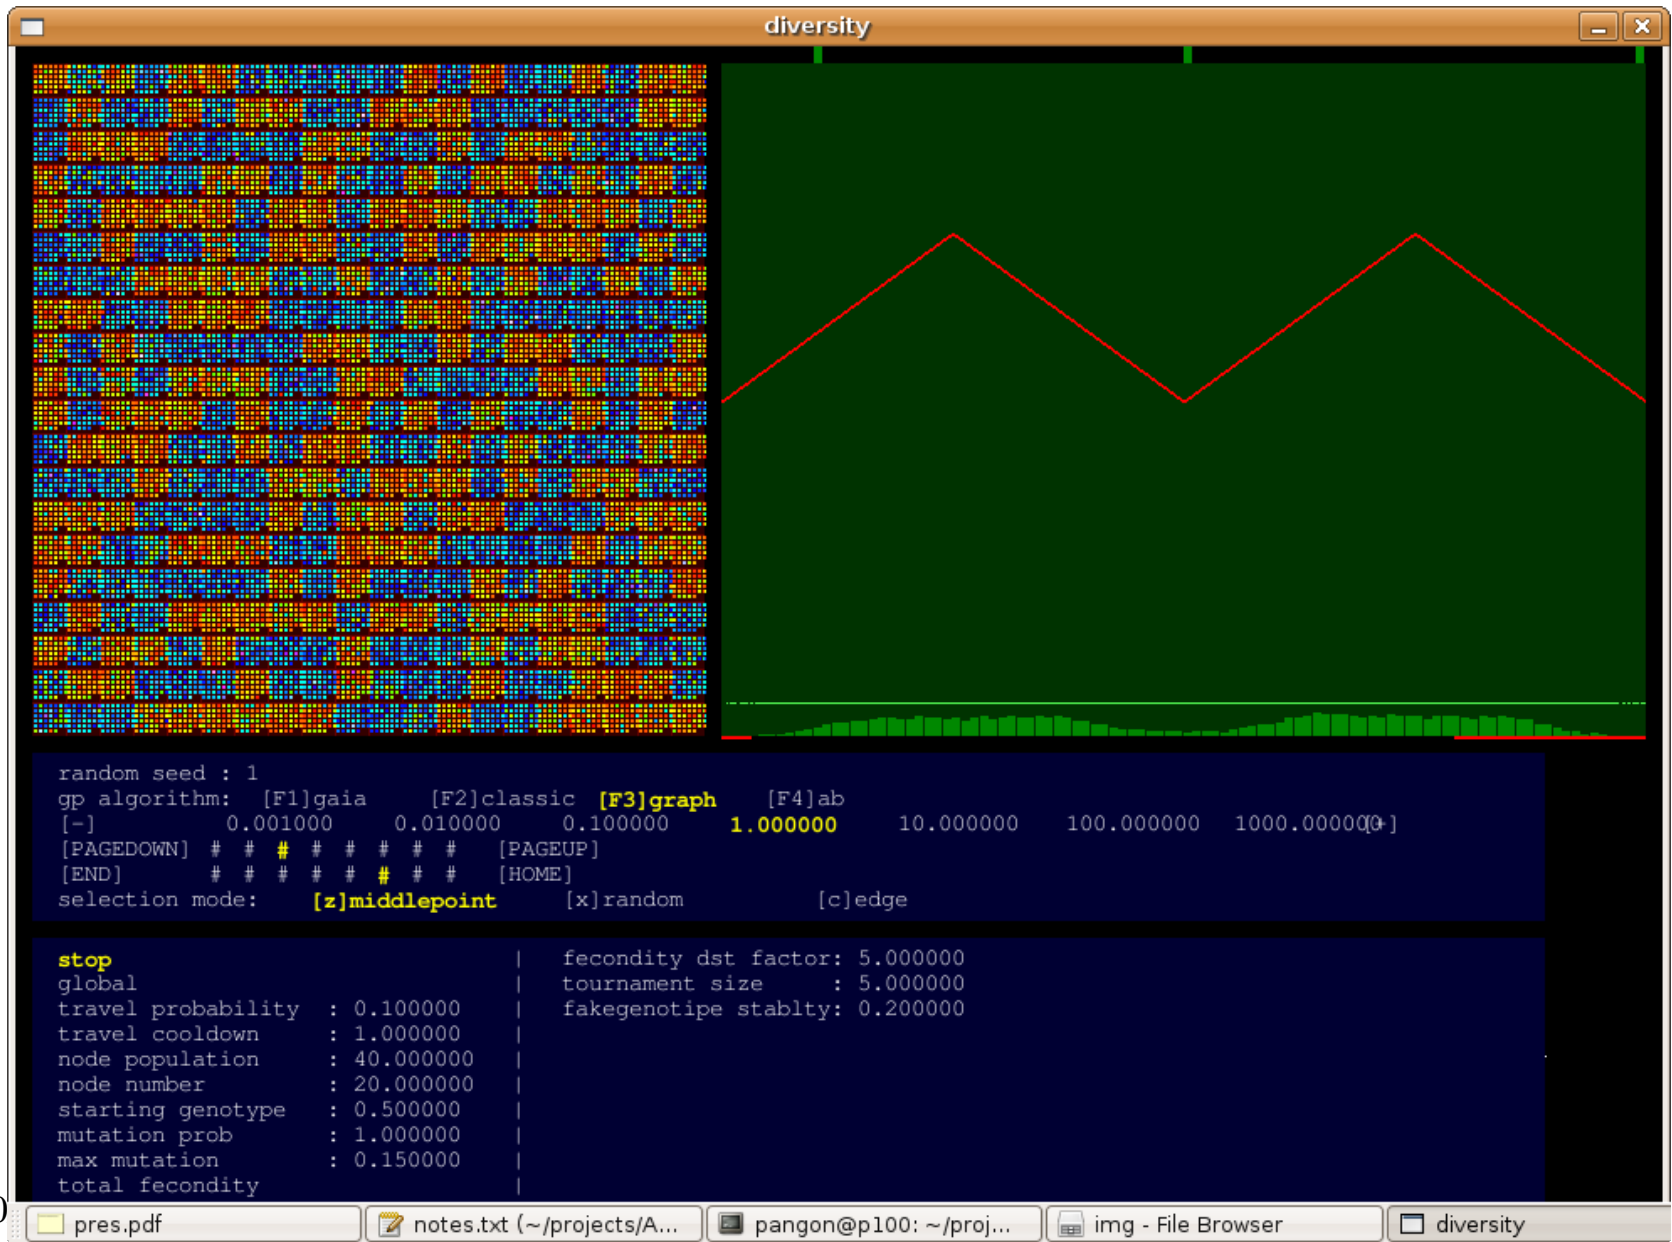 diversity
random seed : 1
gp algorithm: [F1]gaia [F2]classic [F3]graph [F4]ab
[-] 0.001000 0.010000 0.100000 1.000000 10.000000 100.000000 1000.000000 [+]
[PAGEDOWN] # # # # # # # # [PAGEUP]
[END] # # # # # # # # [HOME]
selection mode: [z]middlepoint [x]random [c]edge
stop | fecondity dst factor: 5.000000
global | tournament size : 5.000000
travel probability : 0.100000 | fakegenotipe stablty: 0.200000
travel cooldown : 1.000000 |
node population : 40.000000 |
node number : 20.000000 |
starting genotype : 0.500000 |
mutation prob : 1.000000 |
max mutation : 0.150000 |
total fecondity |
pres.pdf notes.txt (~/projects/A... pangon@p100: ~/proj... img - File Browser diversity